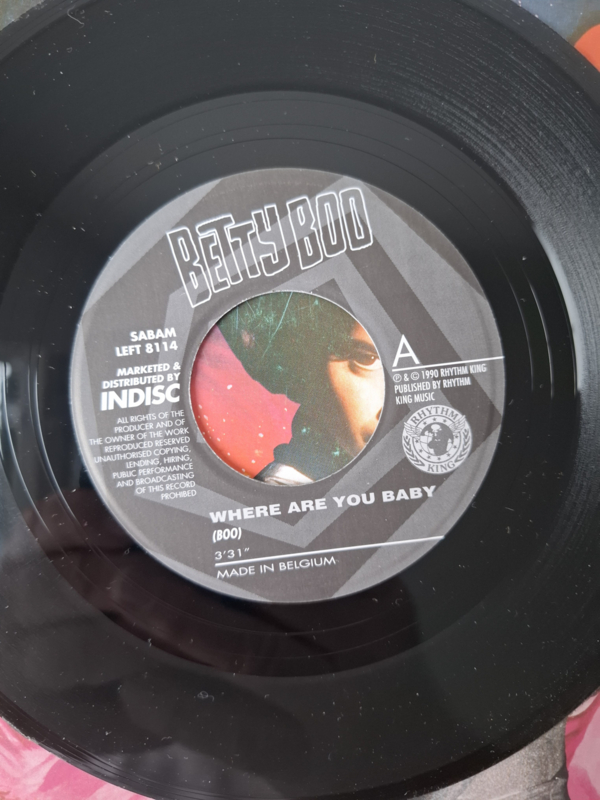 BETTY BOO
SABAM
LEFT 8114
MARKETED &
DISTRIBUTED BY
INDISC
ALL RIGHTS OF THE
PRODUCER AND OF
THE OWNER OF THE WORK
REPRODUCED RESERVED
UNAUTHORISED COPYING,
LENDING, HIRING,
PUBLIC PERFORMANCE
AND BROADCASTING
OF THIS RECORD
PROHIBITED
A
℗ & © 1990 RHYTHM KING
PUBLISHED BY RHYTHM
KING MUSIC
RHYTHM
KING
WHERE ARE YOU BABY
(BOO)
3'31"
MADE IN BELGIUM